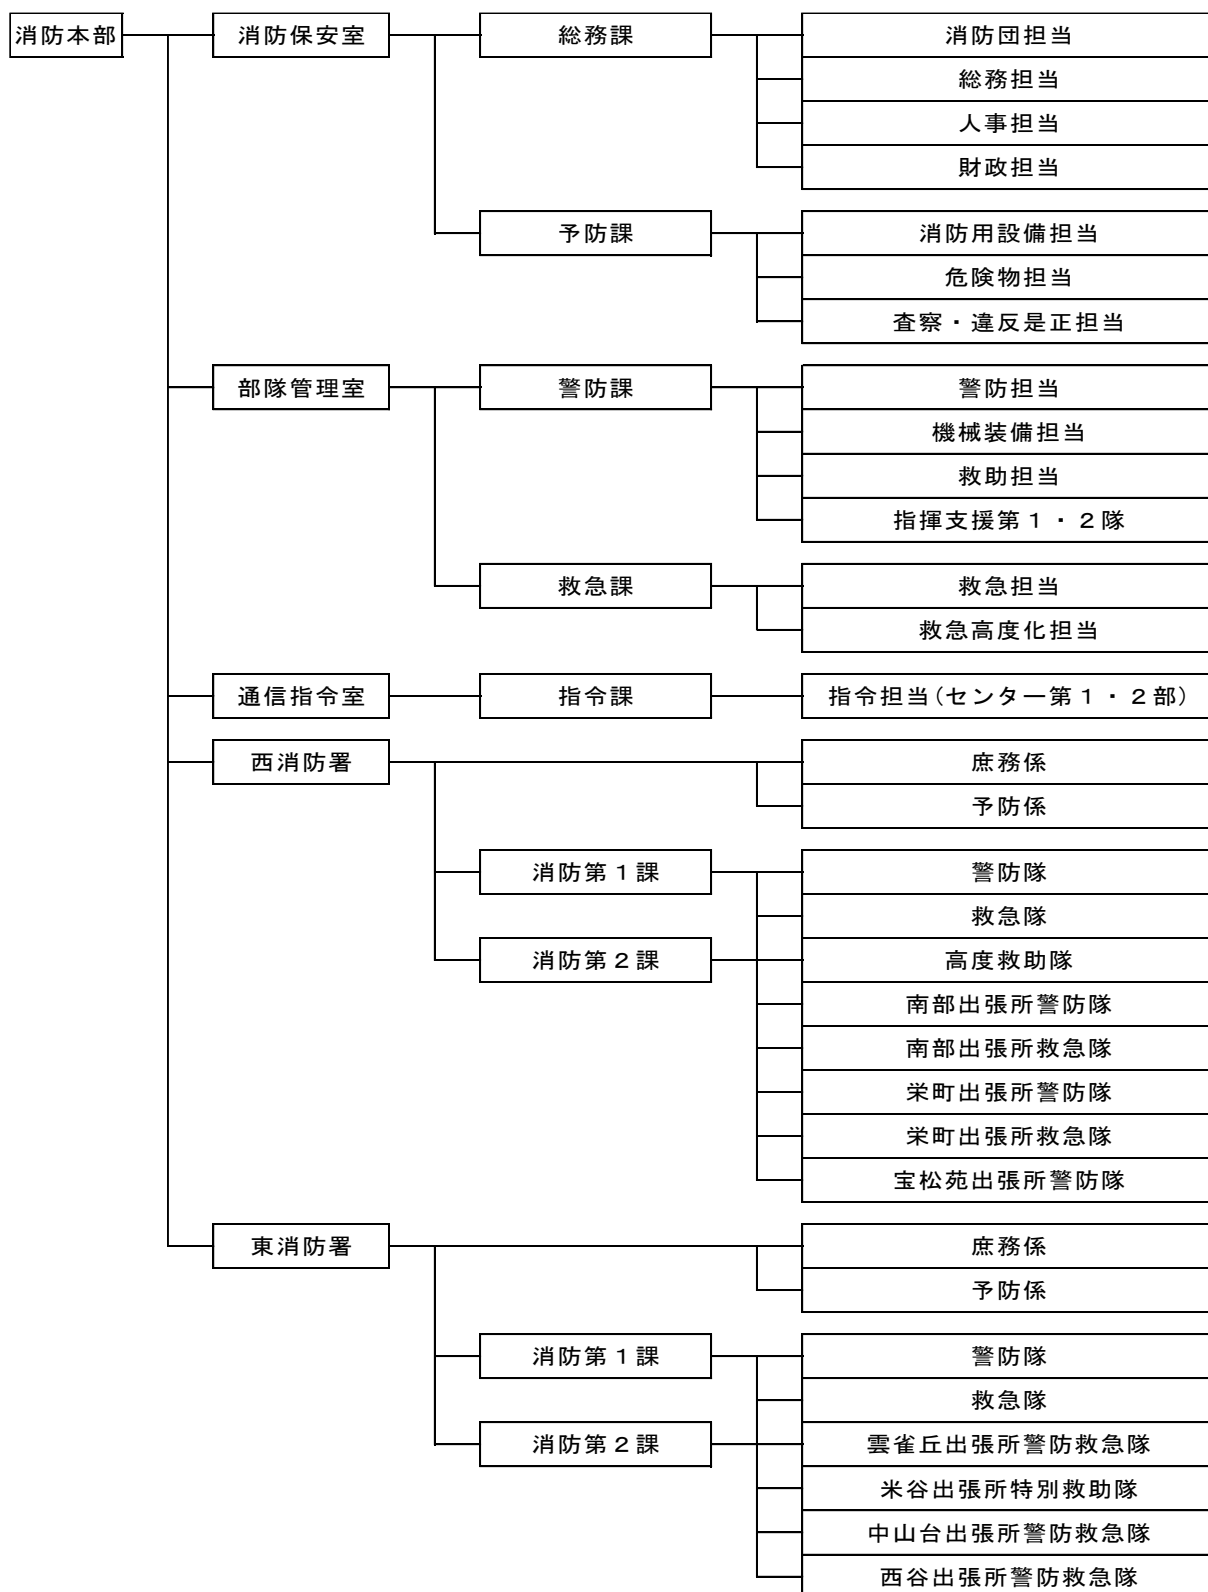 消防本部
消防保安室
総務課
消防団担当
総務担当
人事担当
財政担当
予防課
消防用設備担当
危険物担当
査察・違反是正担当
部隊管理室
警防課
警防担当
機械装備担当
救助担当
指揮支援第１・２隊
救急課
救急担当
救急高度化担当
通信指令室
指令課
指令担当(センター第１・２部)
西消防署
庶務係
予防係
消防第１課
警防隊
救急隊
消防第２課
高度救助隊
南部出張所警防隊
南部出張所救急隊
栄町出張所警防隊
栄町出張所救急隊
宝松苑出張所警防隊
東消防署
庶務係
予防係
消防第１課
警防隊
救急隊
消防第２課
雲雀丘出張所警防救急隊
米谷出張所特別救助隊
中山台出張所警防救急隊
西谷出張所警防救急隊